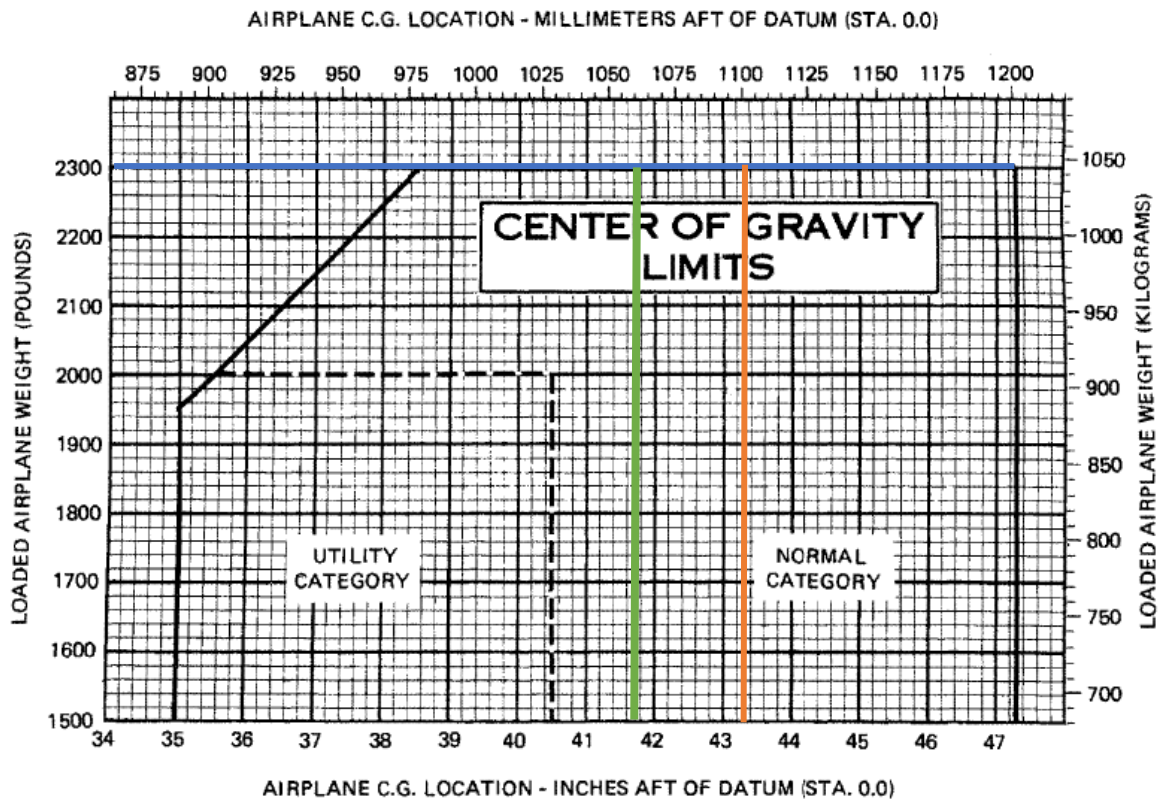 AIRPLANE C.G. LOCATION - MILLIMETERS AFT OF DATUM (STA. 0.0)
875 900 925 950 975 1000 1025 1050 1075 1100 1125 1150 1175 1200
2300
2200
2100
2000
1900
1800
1700
1600
1500
LOADED AIRPLANE WEIGHT (POUNDS)
CENTER OF GRAVITY
LIMITS
UTILITY
CATEGORY
NORMAL
CATEGORY
1050
1000
950
900
850
800
750
700
LOADED AIRPLANE WEIGHT (KILOGRAMS)
34 35 36 37 38 39 40 41 42 43 44 45 46 47
AIRPLANE C.G. LOCATION - INCHES AFT OF DATUM (STA. 0.0)